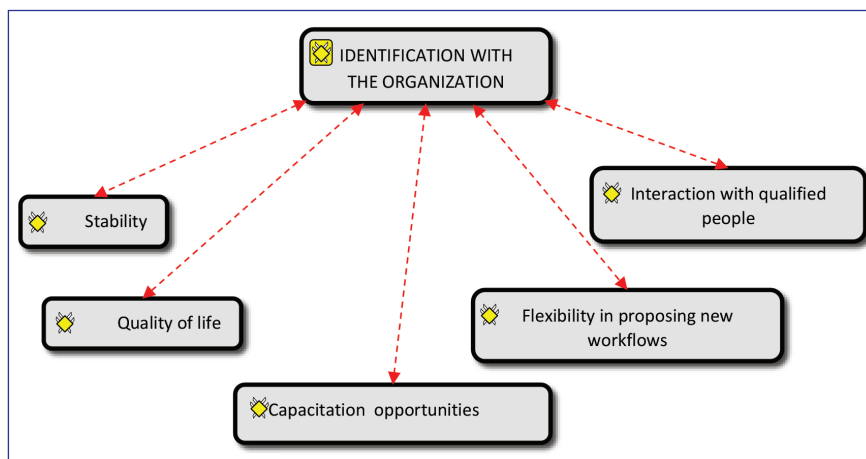 IDENTIFICATION WITH
THE ORGANIZATION
Interaction with qualified
people
Stability
Quality of life
Flexibility in proposing new
workflows
Capacitation opportunities